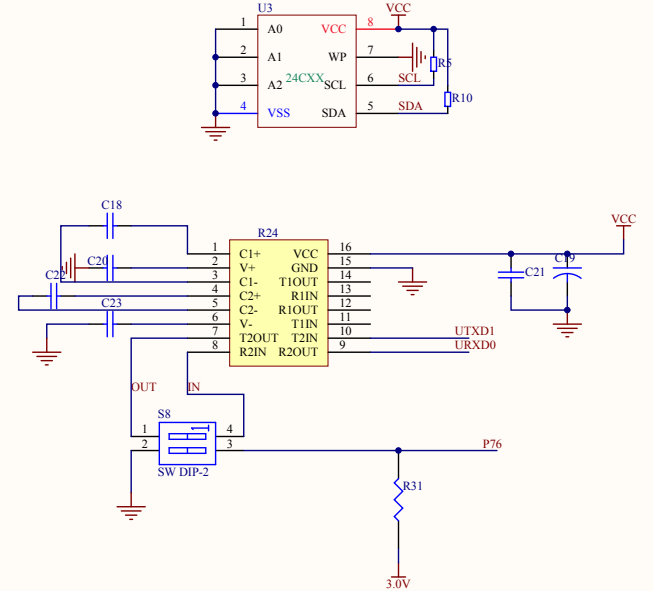 U3
VCC
1 A0 VCC 8
2 A1 WP 7
3 A2 24CXX SCL 6 SCL
4 VSS SDA 5 SDA
R5
R10
C18
R24
VCC
1 C1+ VCC 16
2 V+ GND 15
3 C1- T1OUT 14
4 C2+ R1IN 13
5 C2- R1OUT 12
6 V- T1IN 11
7 T2OUT T2IN 10 UTXD1
8 R2IN R2OUT 9 URXD0
C20
C22
C23
C21
C19
OUT IN
S8
1 4
2 3
SW DIP-2
1
P76
R31
3.0V